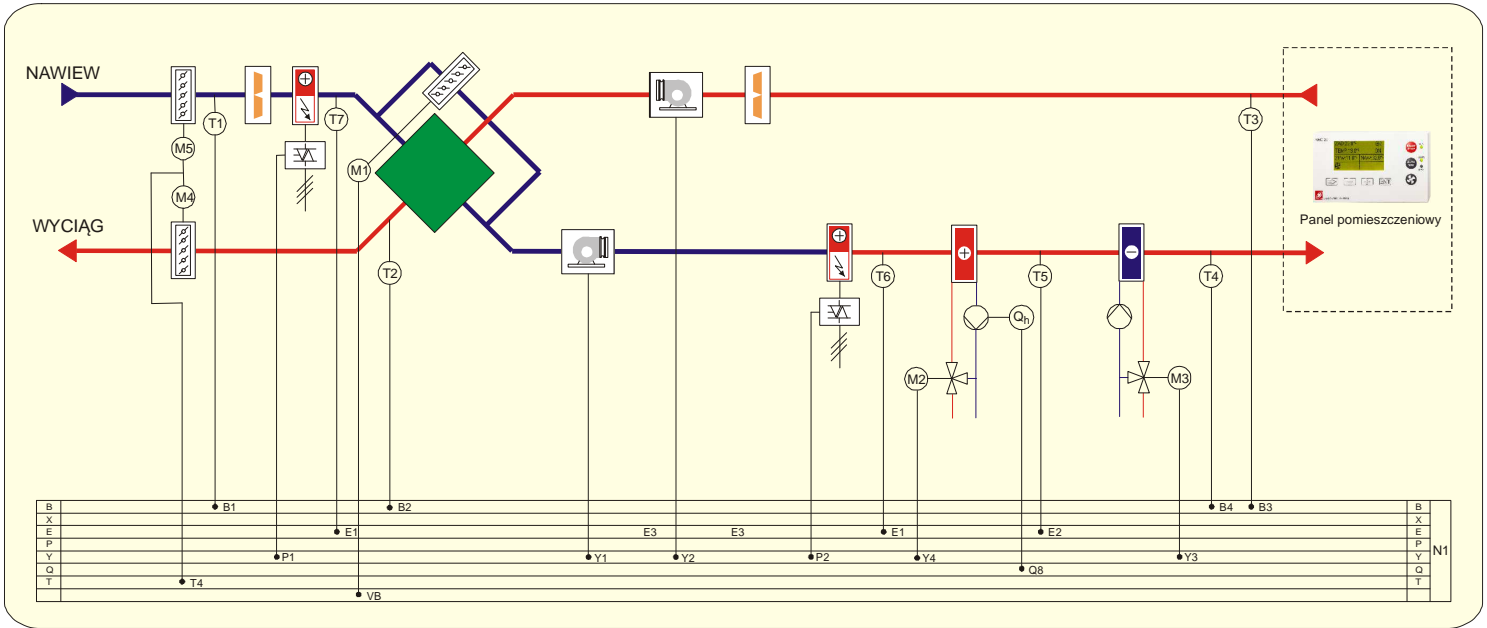 NAWIEW
T1
T7
T3
M5
M1
M4
WYCIĄG
Panel pomieszczeniowy
T2
T6
T5
T4
Qh
M2
M3
B B1 B2 B4 B3 B
X X
E E1 E3 E3 E1 E2 E
P P
Y P1 Y1 Y2 P2 Y4 Y3 Y
Q Q8 Q
T T4 T
VB
N1